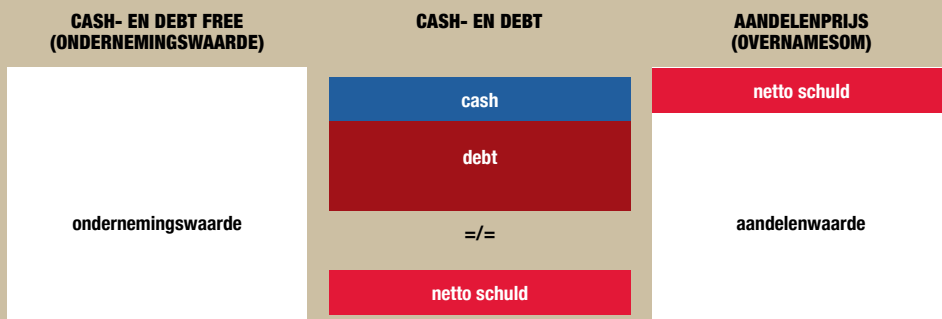 CASH- EN DEBT FREE
(ONDERNEMINGSWAARDE)
ondernemingswaarde
CASH- EN DEBT
cash
debt
=/=
netto schuld
AANDELENPRIJS
(OVERNAMESOM)
netto schuld
aandelenwaarde